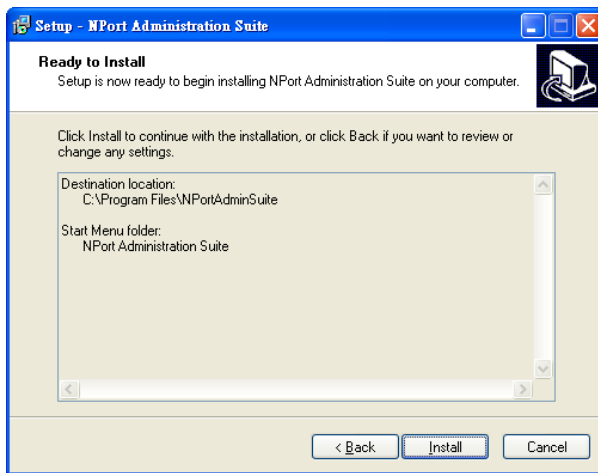 Setup - NPort Administration Suite
Ready to Install
Setup is now ready to begin installing NPort Administration Suite on your computer.
Click Install to continue with the installation, or click Back if you want to review or
change any settings.
Destination location:
C:\Program Files\NPortAdminSuite
Start Menu folder:
NPort Administration Suite
< Back
Install
Cancel